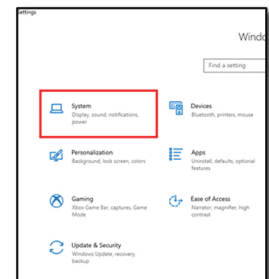 Settings
Windo
Find a setting
System
Display, sound, notifications,
power
Devices
Bluetooth, printers, mouse
Personalization
Background, lock screen, colors
Apps
Uninstall, defaults, optional
features
Gaming
Xbox Game Bar, captures, Game
Mode
Ease of Access
Narrator, magnifier, high
contrast
Update & Security
Windows Update, recovery,
backup